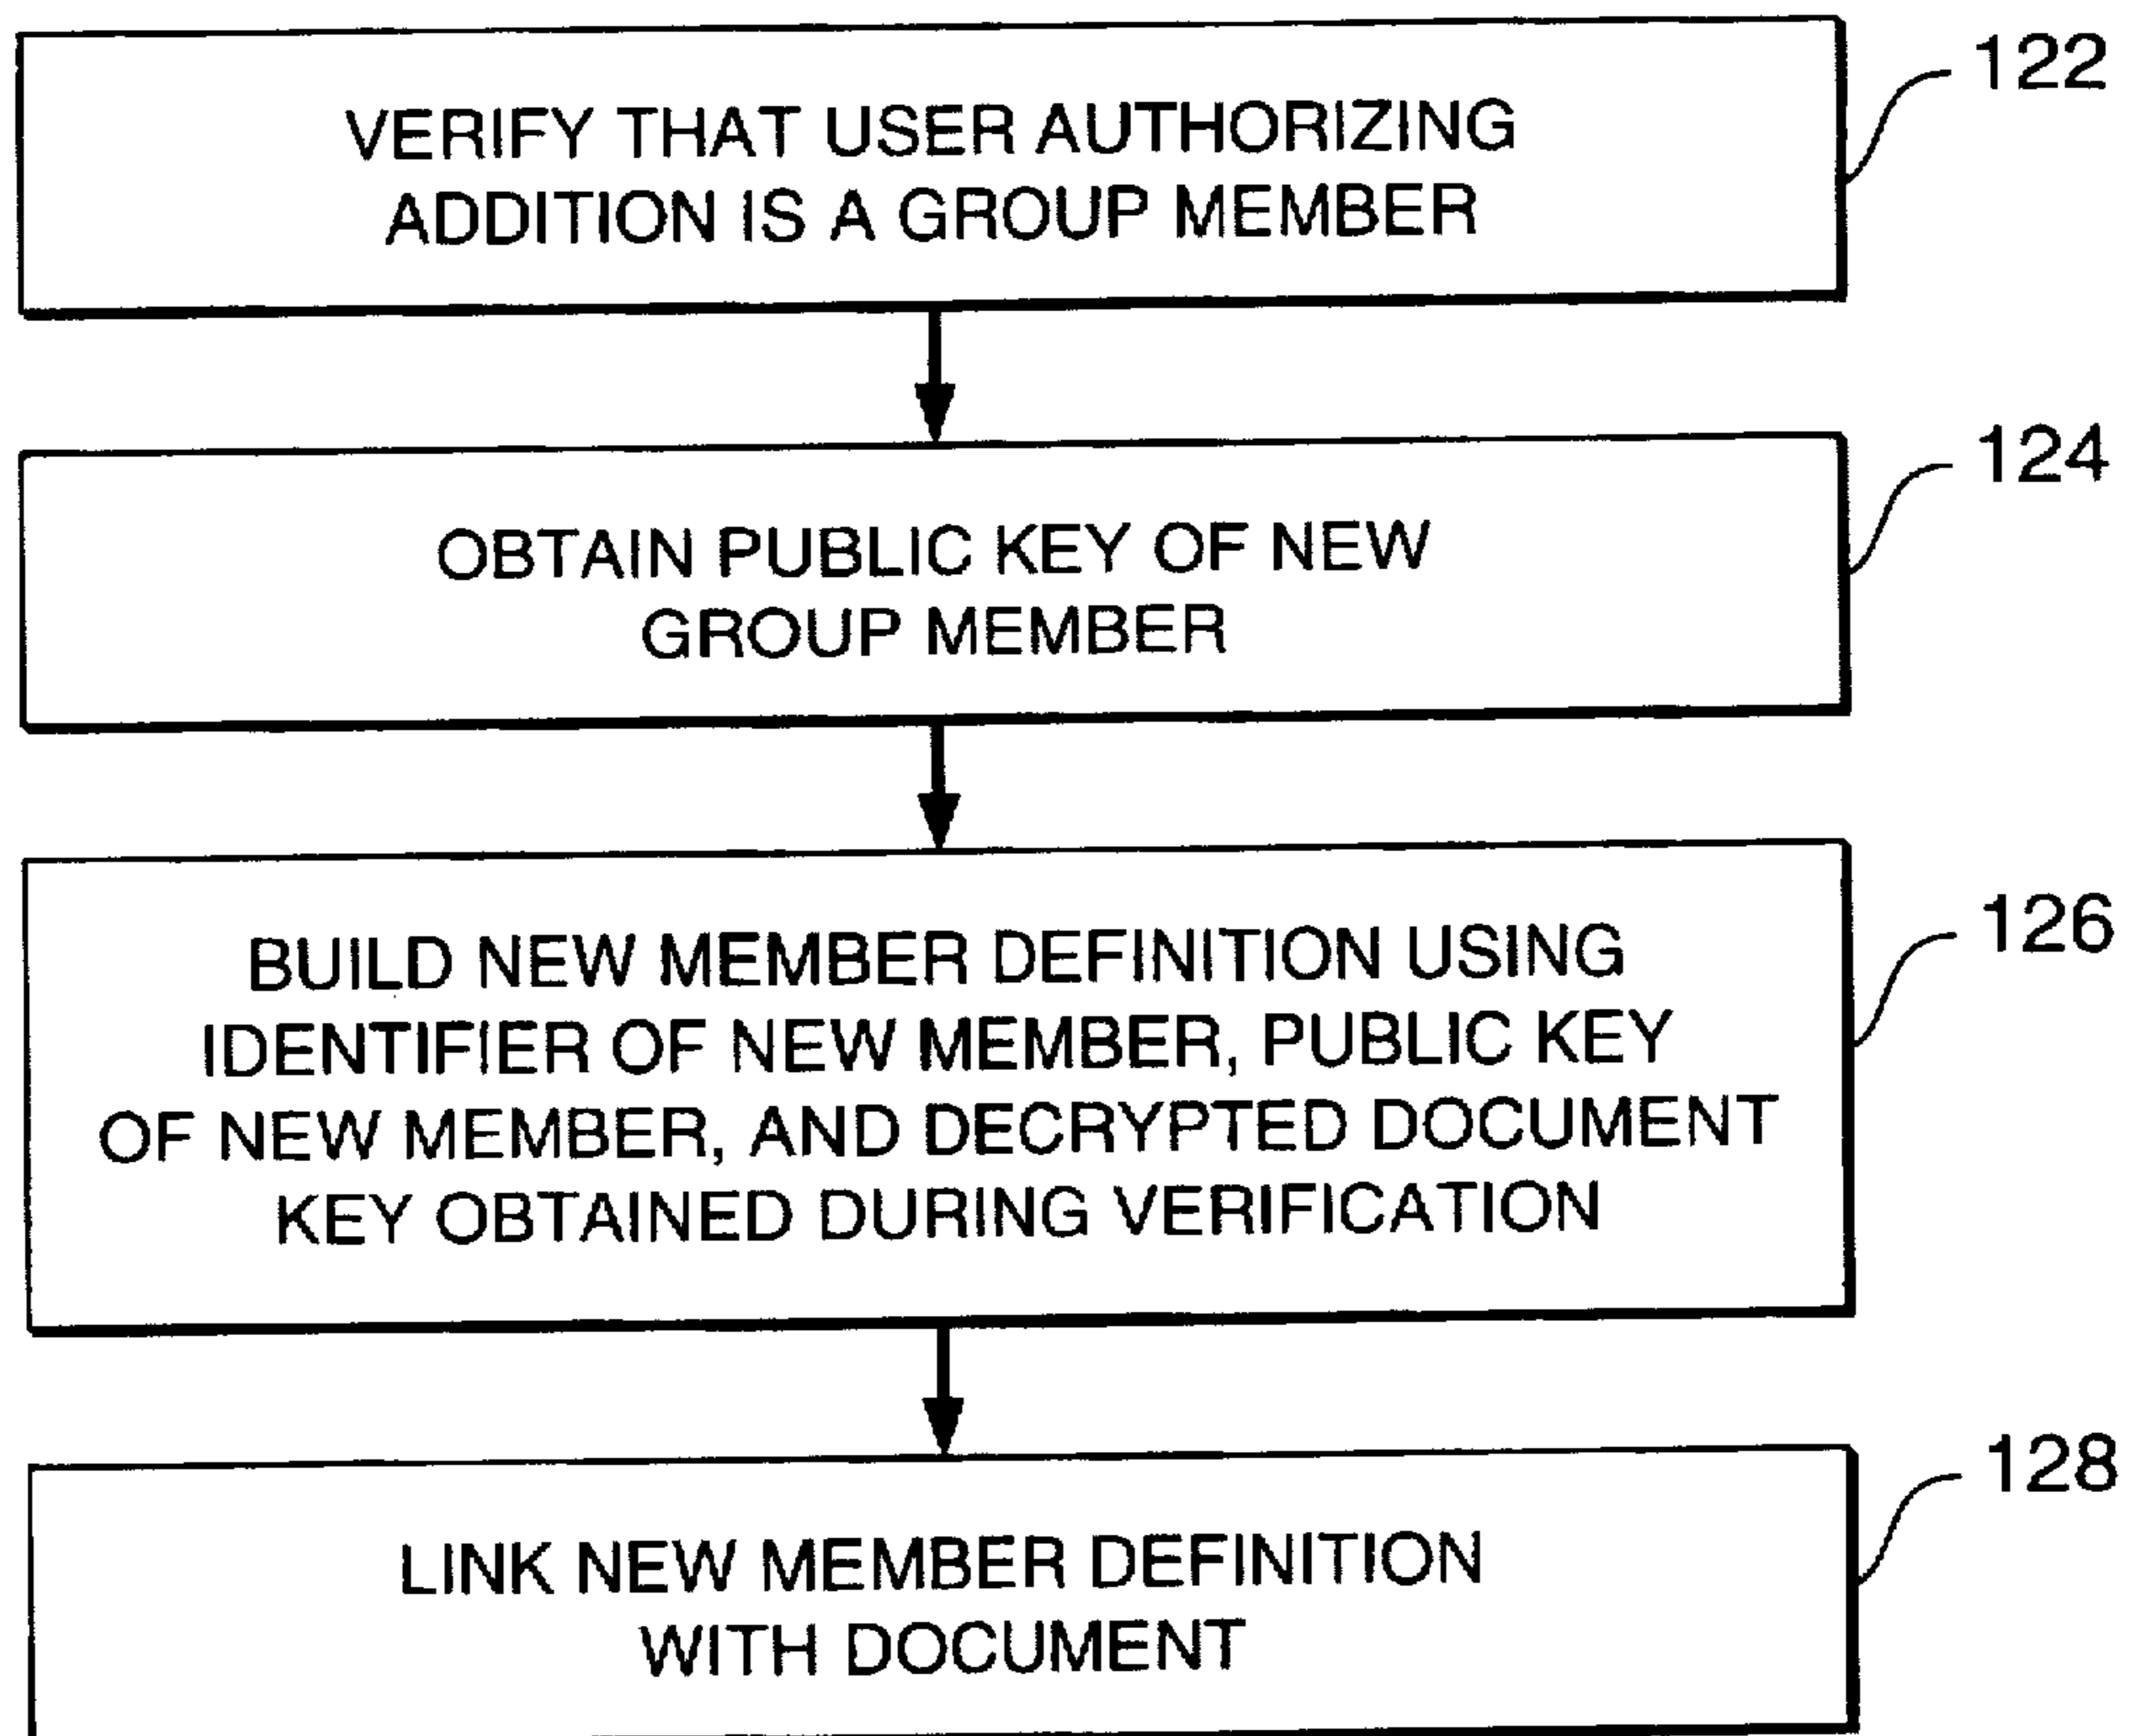 122
VERIFY THAT USER AUTHORIZING
ADDITION IS A GROUP MEMBER
124
OBTAIN PUBLIC KEY OF NEW
GROUP MEMBER
126
BUILD NEW MEMBER DEFINITION USING
IDENTIFIER OF NEW MEMBER, PUBLIC KEY
OF NEW MEMBER, AND DECRYPTED DOCUMENT
KEY OBTAINED DURING VERIFICATION
128
LINK NEW MEMBER DEFINITION
WITH DOCUMENT